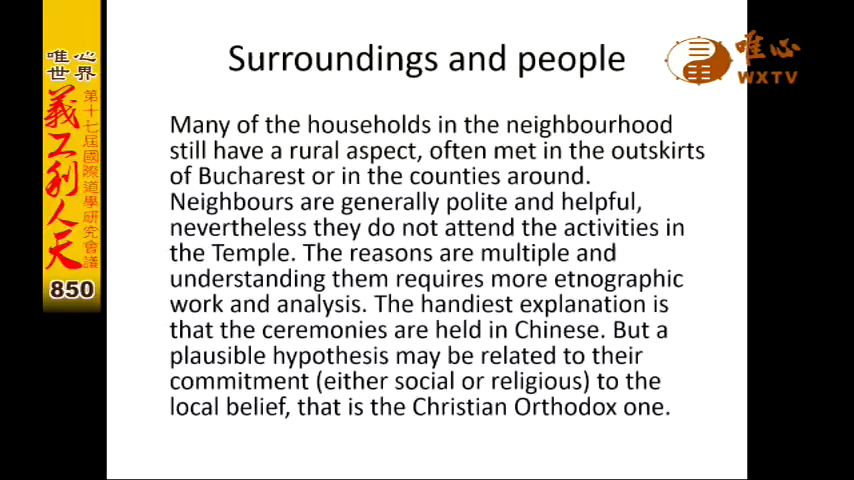 唯心
世界
義工利人天
第十七屆國際道學研究會議
850
Surroundings and people
唯心
WXTV
Many of the households in the neighbourhood
still have a rural aspect, often met in the outskirts
of Bucharest or in the counties around.
Neighbours are generally polite and helpful,
nevertheless they do not attend the activities in
the Temple. The reasons are multiple and
understanding them requires more etnographic
work and analysis. The handiest explanation is
that the ceremonies are held in Chinese. But a
plausible hypothesis may be related to their
commitment (either social or religious) to the
local belief, that is the Christian Orthodox one.